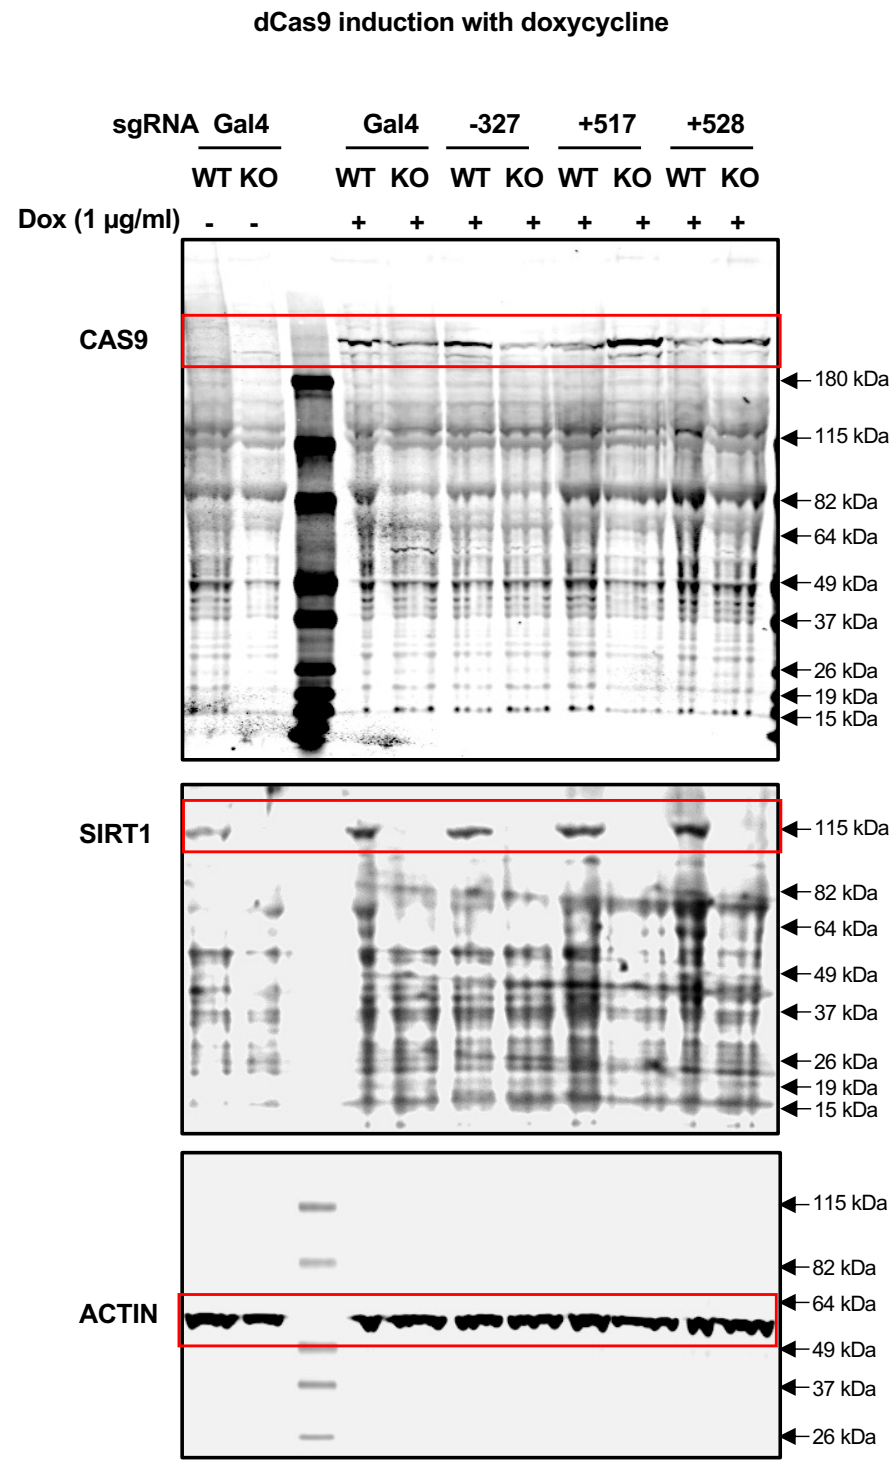 dCas9 induction with doxycycline
sgRNA Gal4 Gal4 -327 +517 +528
WT KO WT KO WT KO WT KO WT KO
Dox (1 µg/ml) - - + + + + + + + +
CAS9
180 kDa
115 kDa
82 kDa
64 kDa
49 kDa
37 kDa
26 kDa
19 kDa
15 kDa
SIRT1
115 kDa
82 kDa
64 kDa
49 kDa
37 kDa
26 kDa
19 kDa
15 kDa
ACTIN
115 kDa
82 kDa
64 kDa
49 kDa
37 kDa
26 kDa